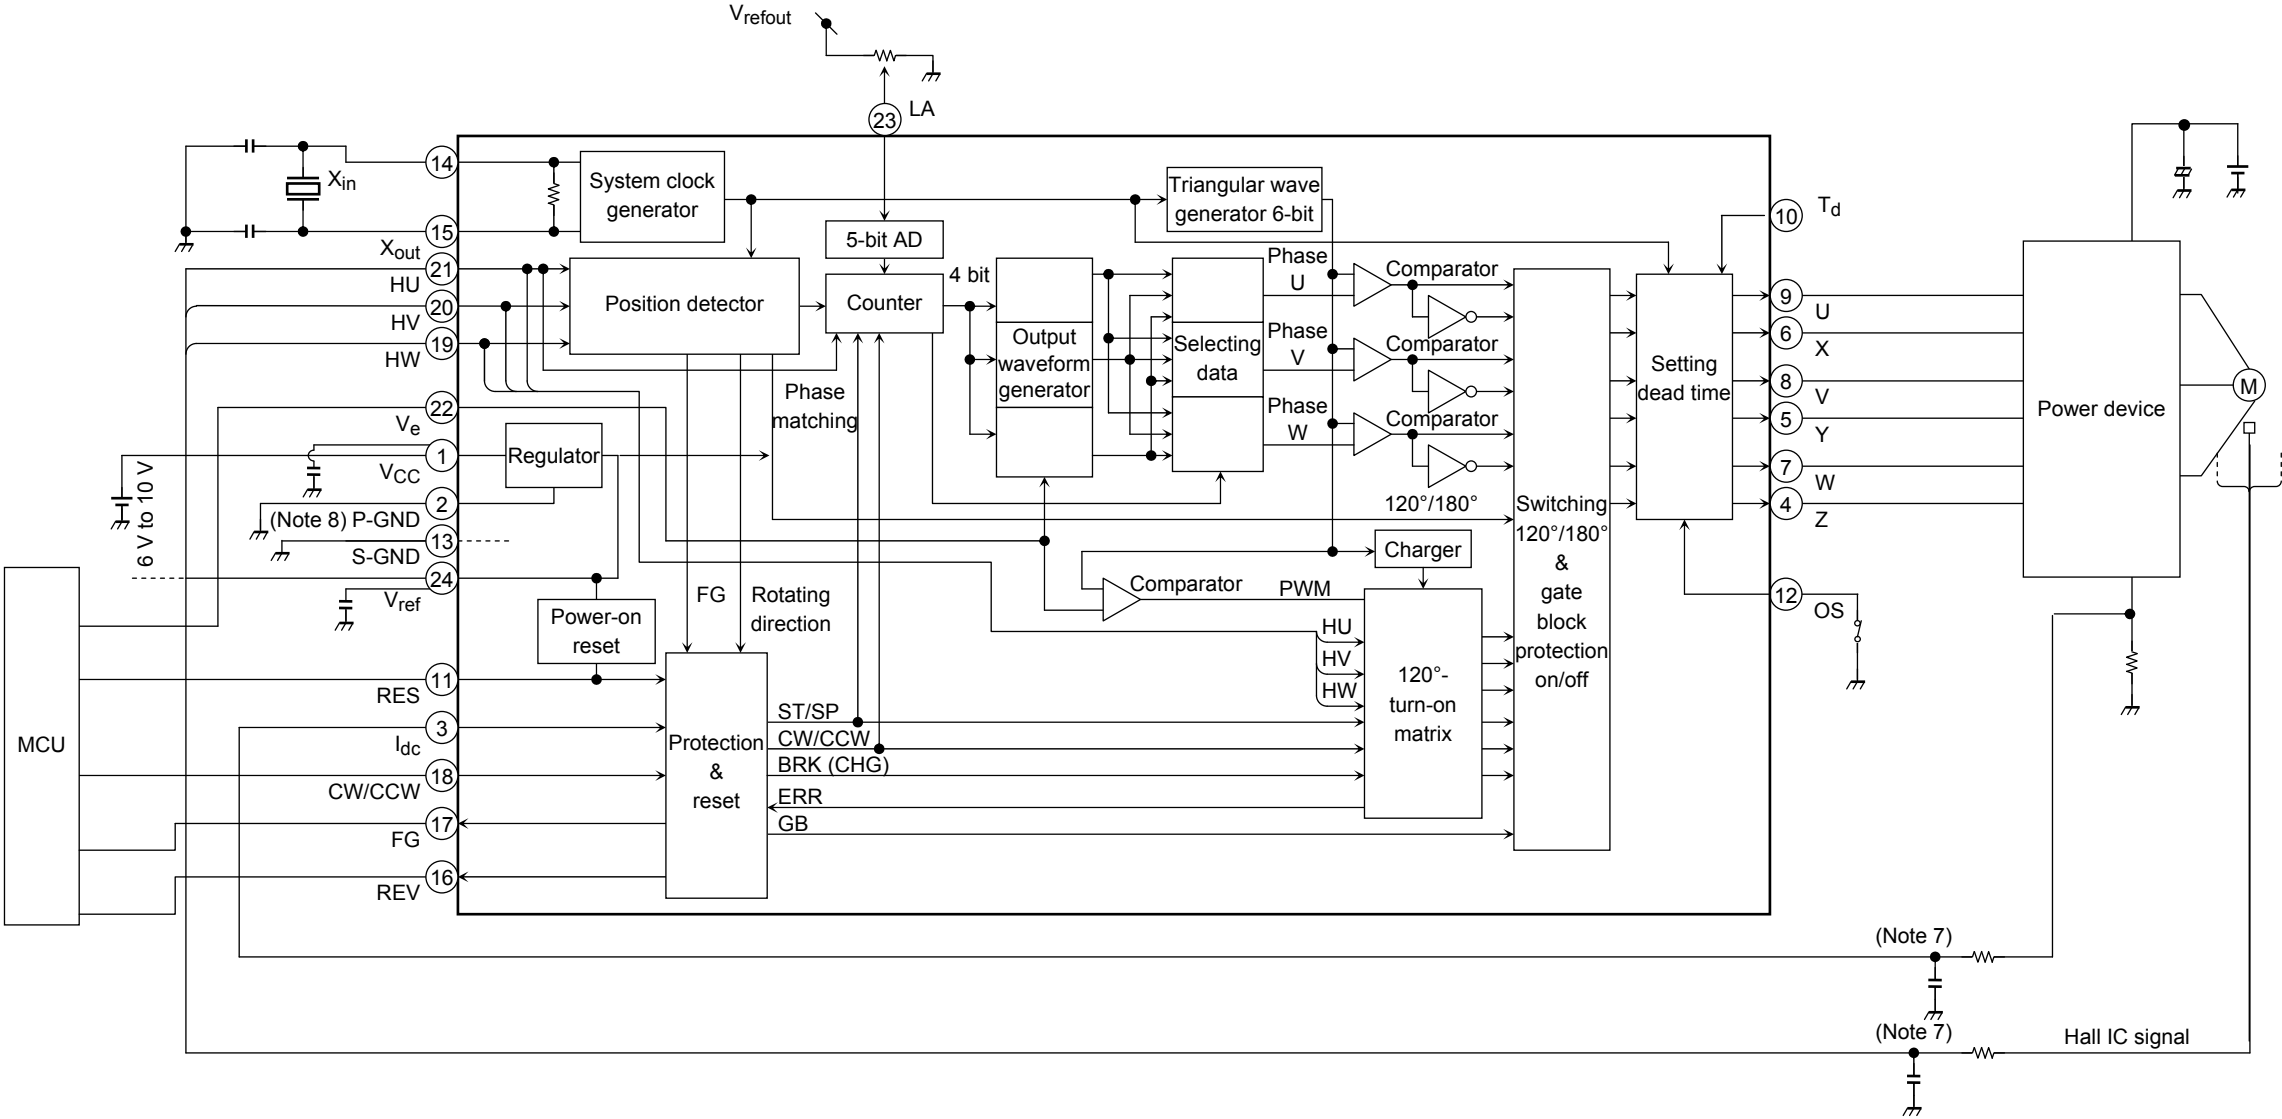 Vrefout
LA
23
14
Xin
System clock
generator
15
Xout
5-bit AD
Triangular wave
generator 6-bit
10
Td
21
HU
20
HV
19
HW
Position detector
Counter
4 bit
Output
waveform
generator
Selecting
data
Phase
U
Phase
V
Phase
W
Comparator
Comparator
Comparator
Phase
matching
22
Ve
1
VCC
Regulator
2
(Note 8) P-GND
13
S-GND
24
Vref
6 V to 10 V
120°/180°
Switching
120°/180°
&
gate
block
protection
on/off
Setting
dead time
9
U
6
X
8
V
5
Y
7
W
4
Z
12
OS
Power device
M
Charger
Comparator
PWM
Power-on
reset
FG
Rotating
direction
HU
HV
HW
120°-
turn-on
matrix
MCU
11
RES
3
Idc
18
CW/CCW
17
FG
16
REV
Protection
&
reset
ST/SP
CW/CCW
BRK (CHG)
ERR
GB
(Note 7)
(Note 7)
Hall IC signal